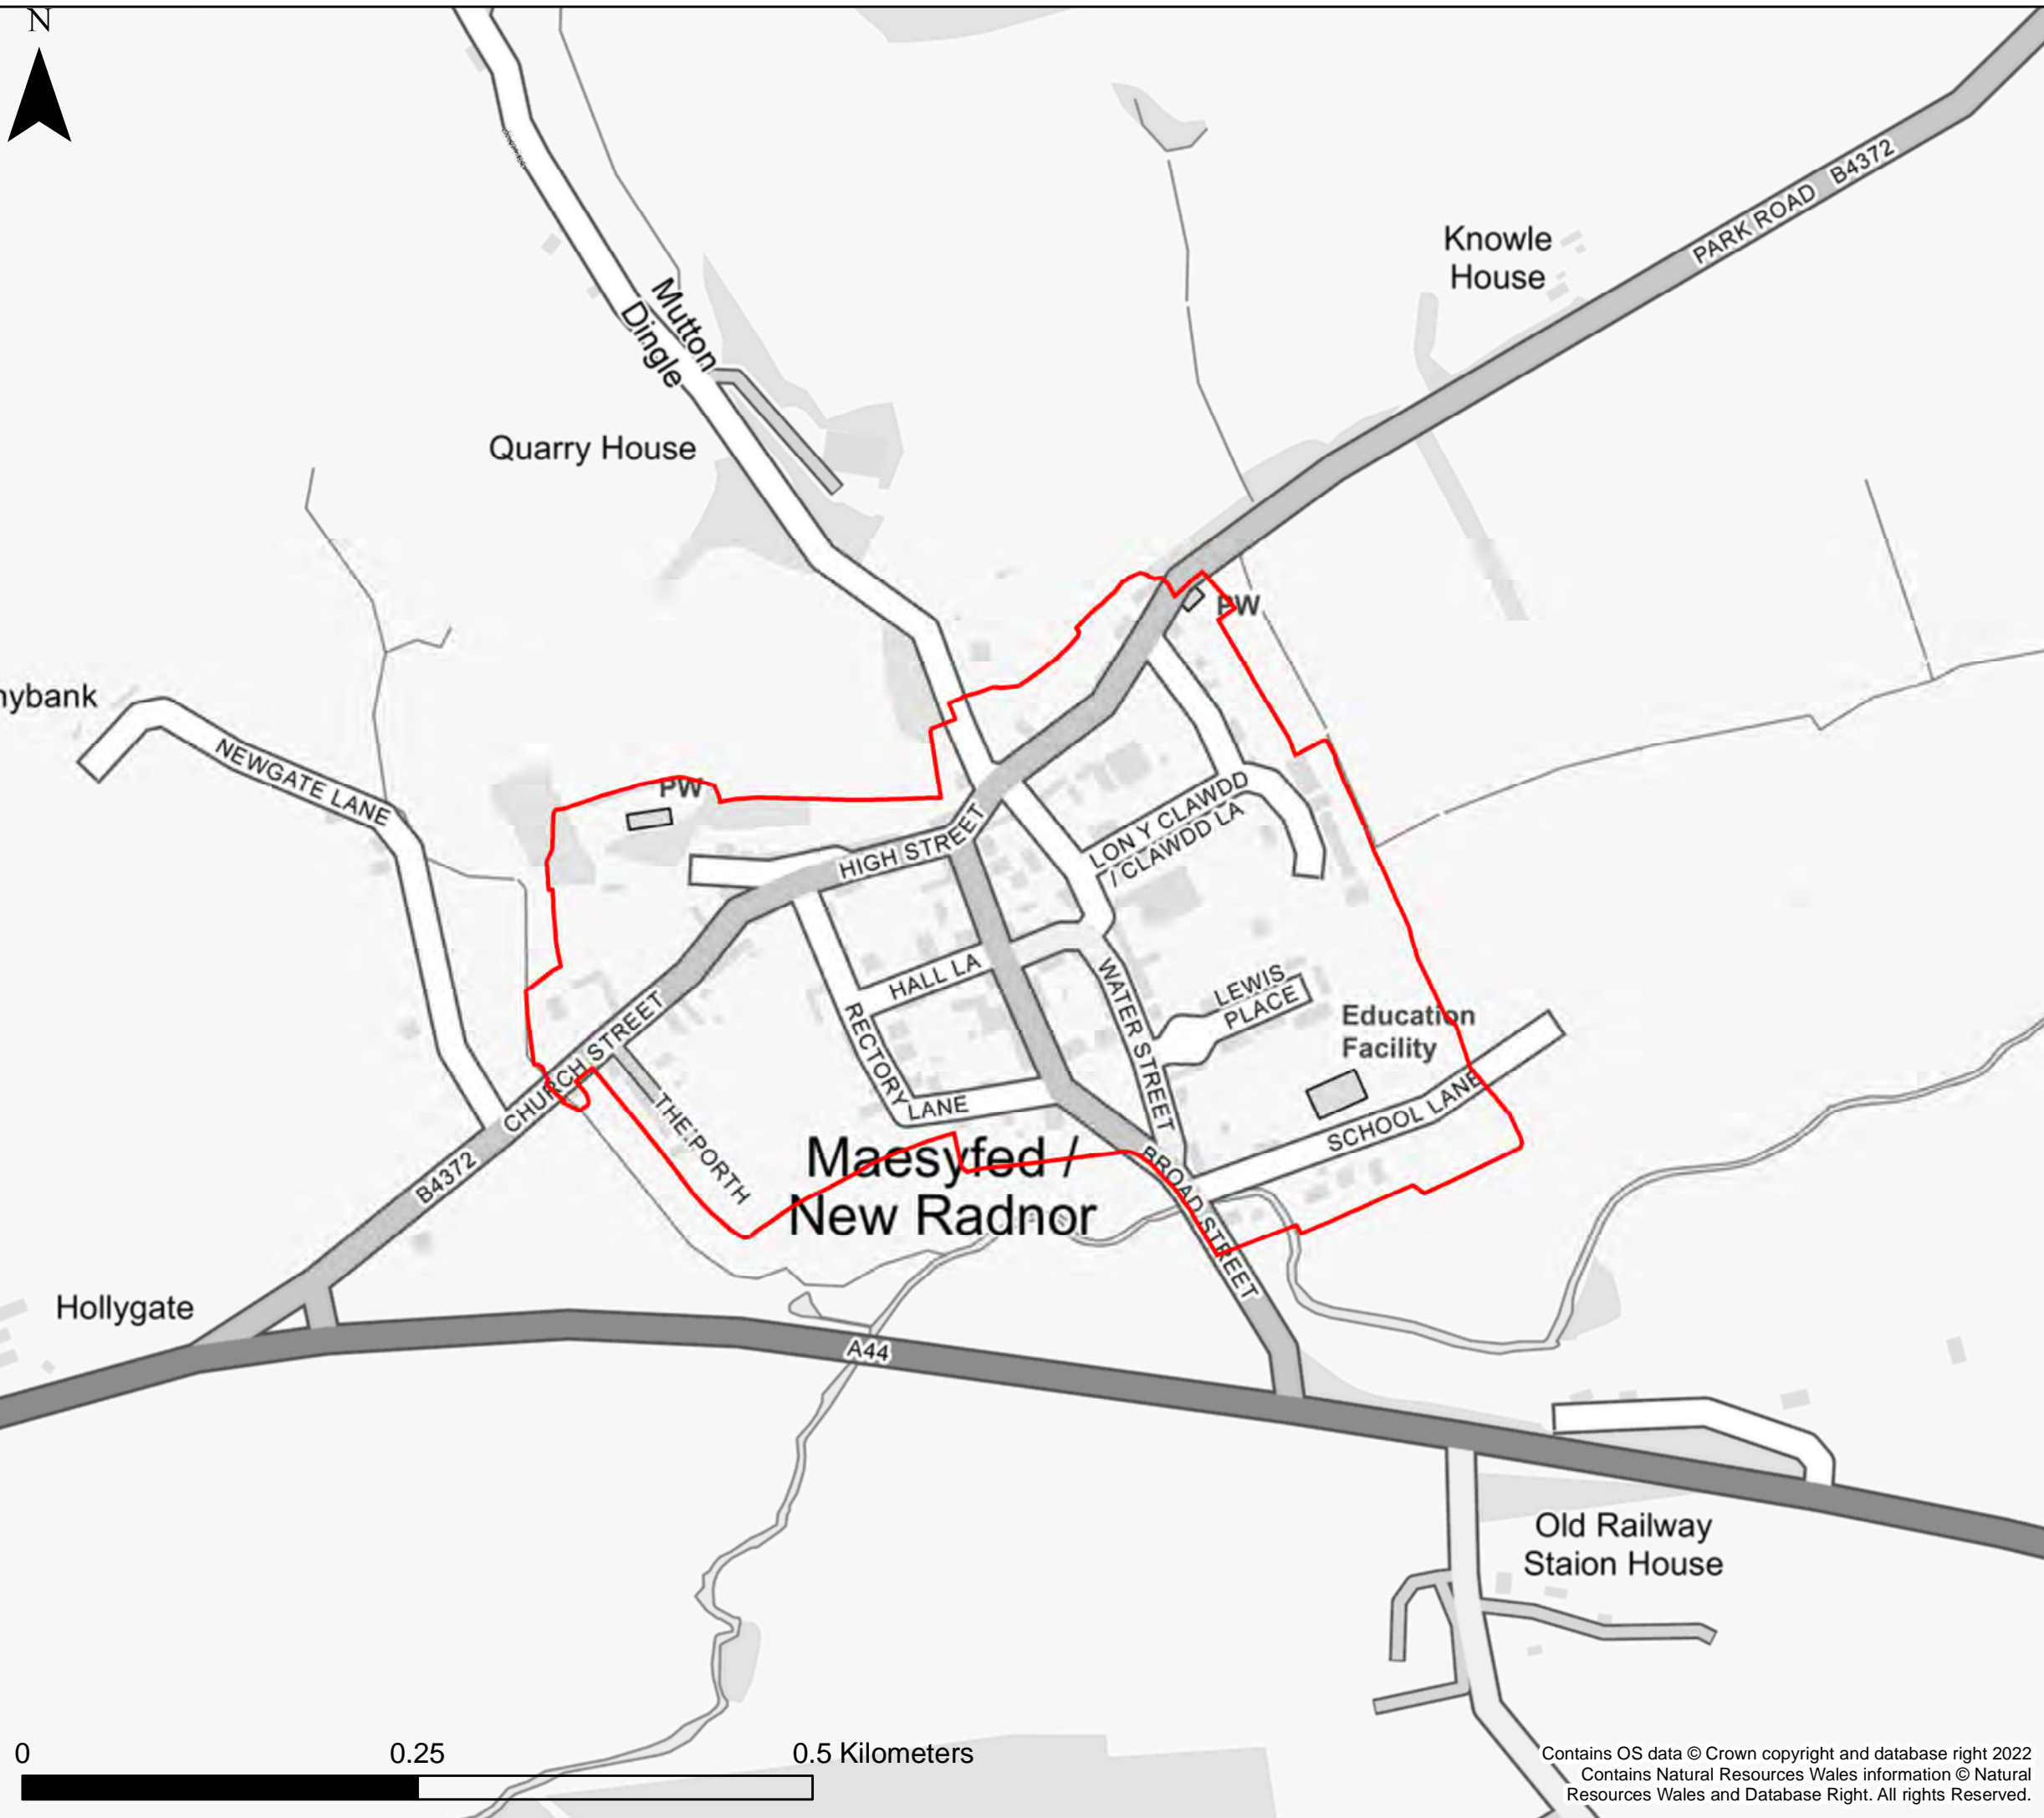 N
PARK ROAD B4372
Knowle
House
Mutton
Dingle
Quarry House
PW
nybank
NEWGATE LANE
PW
HIGH STREET
LON Y CLAWDD
/ CLAWDD LA
HALL LA
WATER STREET
LEWIS
PLACE
Education
Facility
RECTORY
LANE
CHURCH STREET
THE PORTH
SCHOOL LANE
Maesyfed /
New Radnor
BROAD STREET
B4372
Hollygate
A44
Old Railway
Staion House
0 0.25 0.5 Kilometers
Contains OS data © Crown copyright and database right 2022
Contains Natural Resources Wales information © Natural
Resources Wales and Database Right. All rights Reserved.